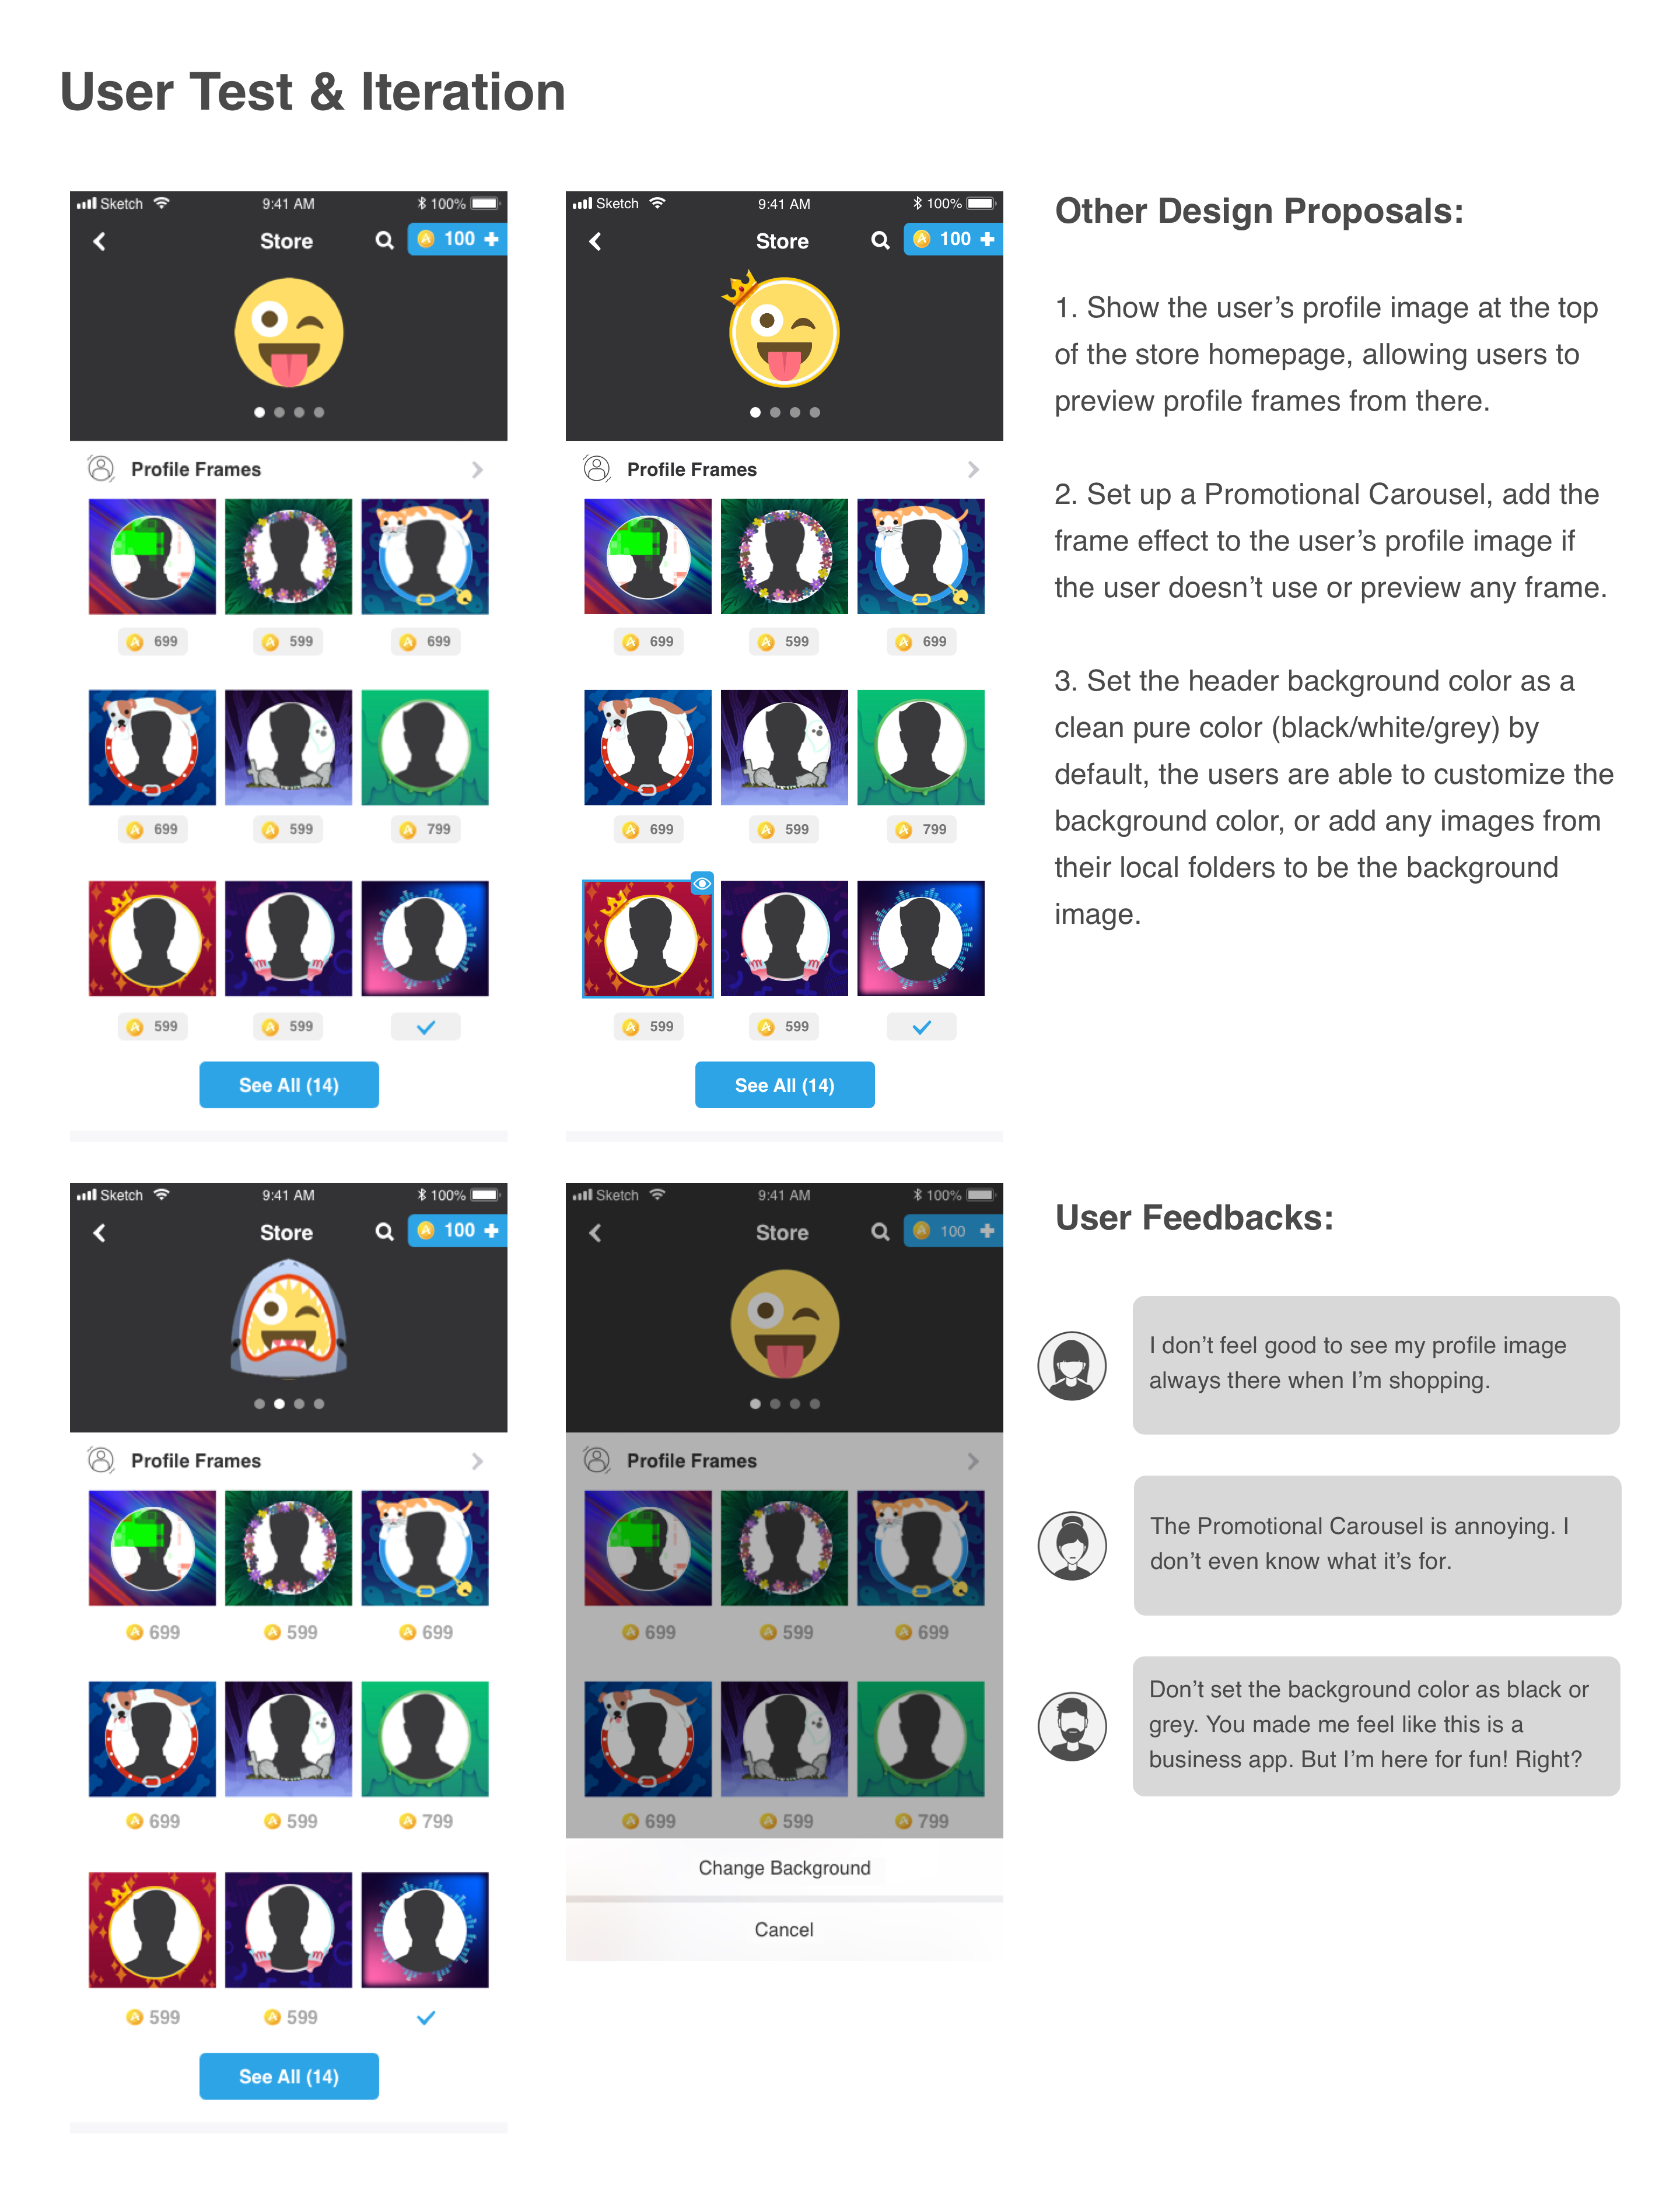 User Test & Iteration
Sketch 9:41 AM 100%
Store 100
Profile Frames
699 599 699
699 599 799
599 599
See All (14)
Sketch 9:41 AM 100%
Store 100
Profile Frames
699 599 699
699 599 799
599 599
See All (14)
Other Design Proposals:
1. Show the user’s profile image at the top
of the store homepage, allowing users to
preview profile frames from there.
2. Set up a Promotional Carousel, add the
frame effect to the user’s profile image if
the user doesn’t use or preview any frame.
3. Set the header background color as a
clean pure color (black/white/grey) by
default, the users are able to customize the
background color, or add any images from
their local folders to be the background
image.
Sketch 9:41 AM 100%
Store 100
Profile Frames
699 599 699
699 599 799
599 599
See All (14)
Sketch 9:41 AM 100%
Store 100
Profile Frames
699 599 699
699 599 799
Change Background
Cancel
User Feedbacks:
I don’t feel good to see my profile image
always there when I’m shopping.
The Promotional Carousel is annoying. I
don’t even know what it’s for.
Don’t set the background color as black or
grey. You made me feel like this is a
business app. But I’m here for fun! Right?